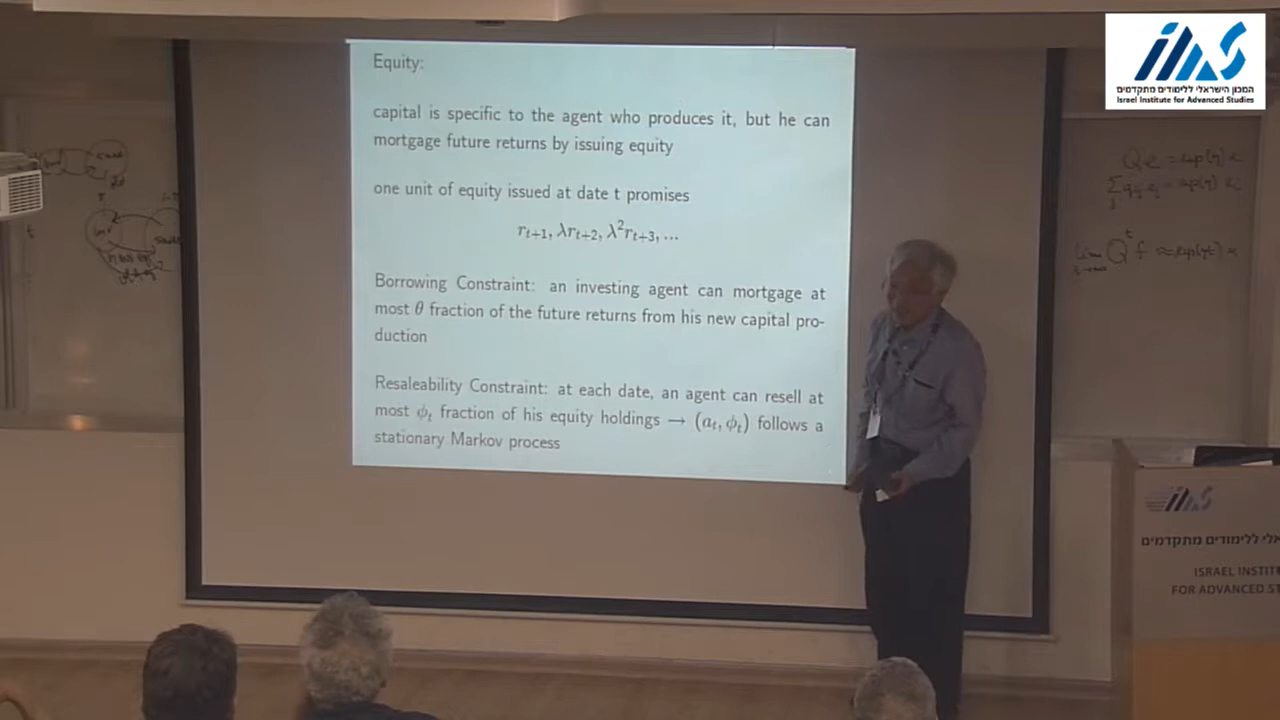 Equity:
capital is specific to the agent who produces it, but he can
mortgage future returns by issuing equity
one unit of equity issued at date t promises
r_{t+1}, λr_{t+2}, λ²r_{t+3}, ...
Borrowing Constraint: an investing agent can mortgage at
most θ fraction of the future returns from his new capital pro-
duction
Resaleability Constraint: at each date, an agent can resell at
most ϕ_t fraction of his equity holdings → (a_t, ϕ_t) follows a
stationary Markov process
המכון הישראלי ללימודים מתקדמים
Israel Institute for Advanced Studies
ללימודים מתקדמים
ISRAEL
FOR ADVANCED